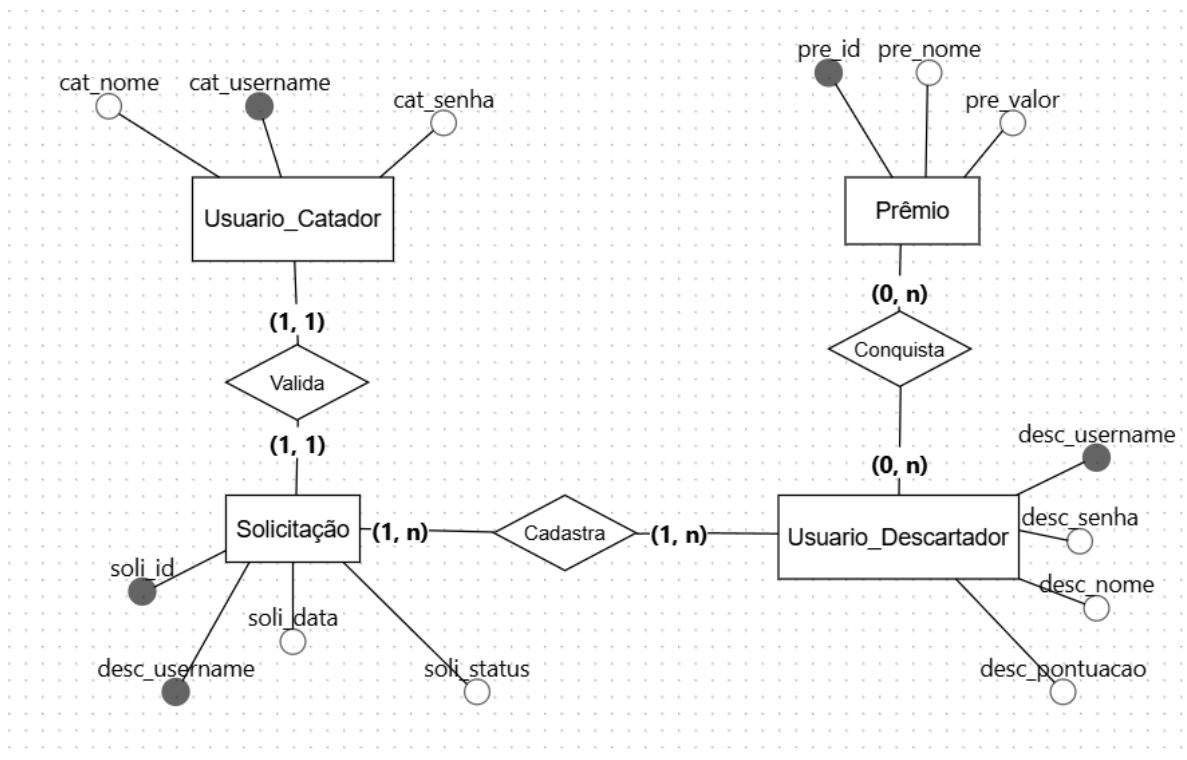 pre_id pre_nome
cat_nome cat_username
cat_senha
pre_valor
Usuario_Catador
Prêmio
(0, n)
(1, 1)
Conquista
Valida
(1, 1)
desc_username
(0, n)
Solicitação
(1, n)
Cadastra
(1, n)
Usuario_Descartador
desc_senha
soli_id
desc_nome
soli_data
desc_username
soli_status
desc_pontuacao